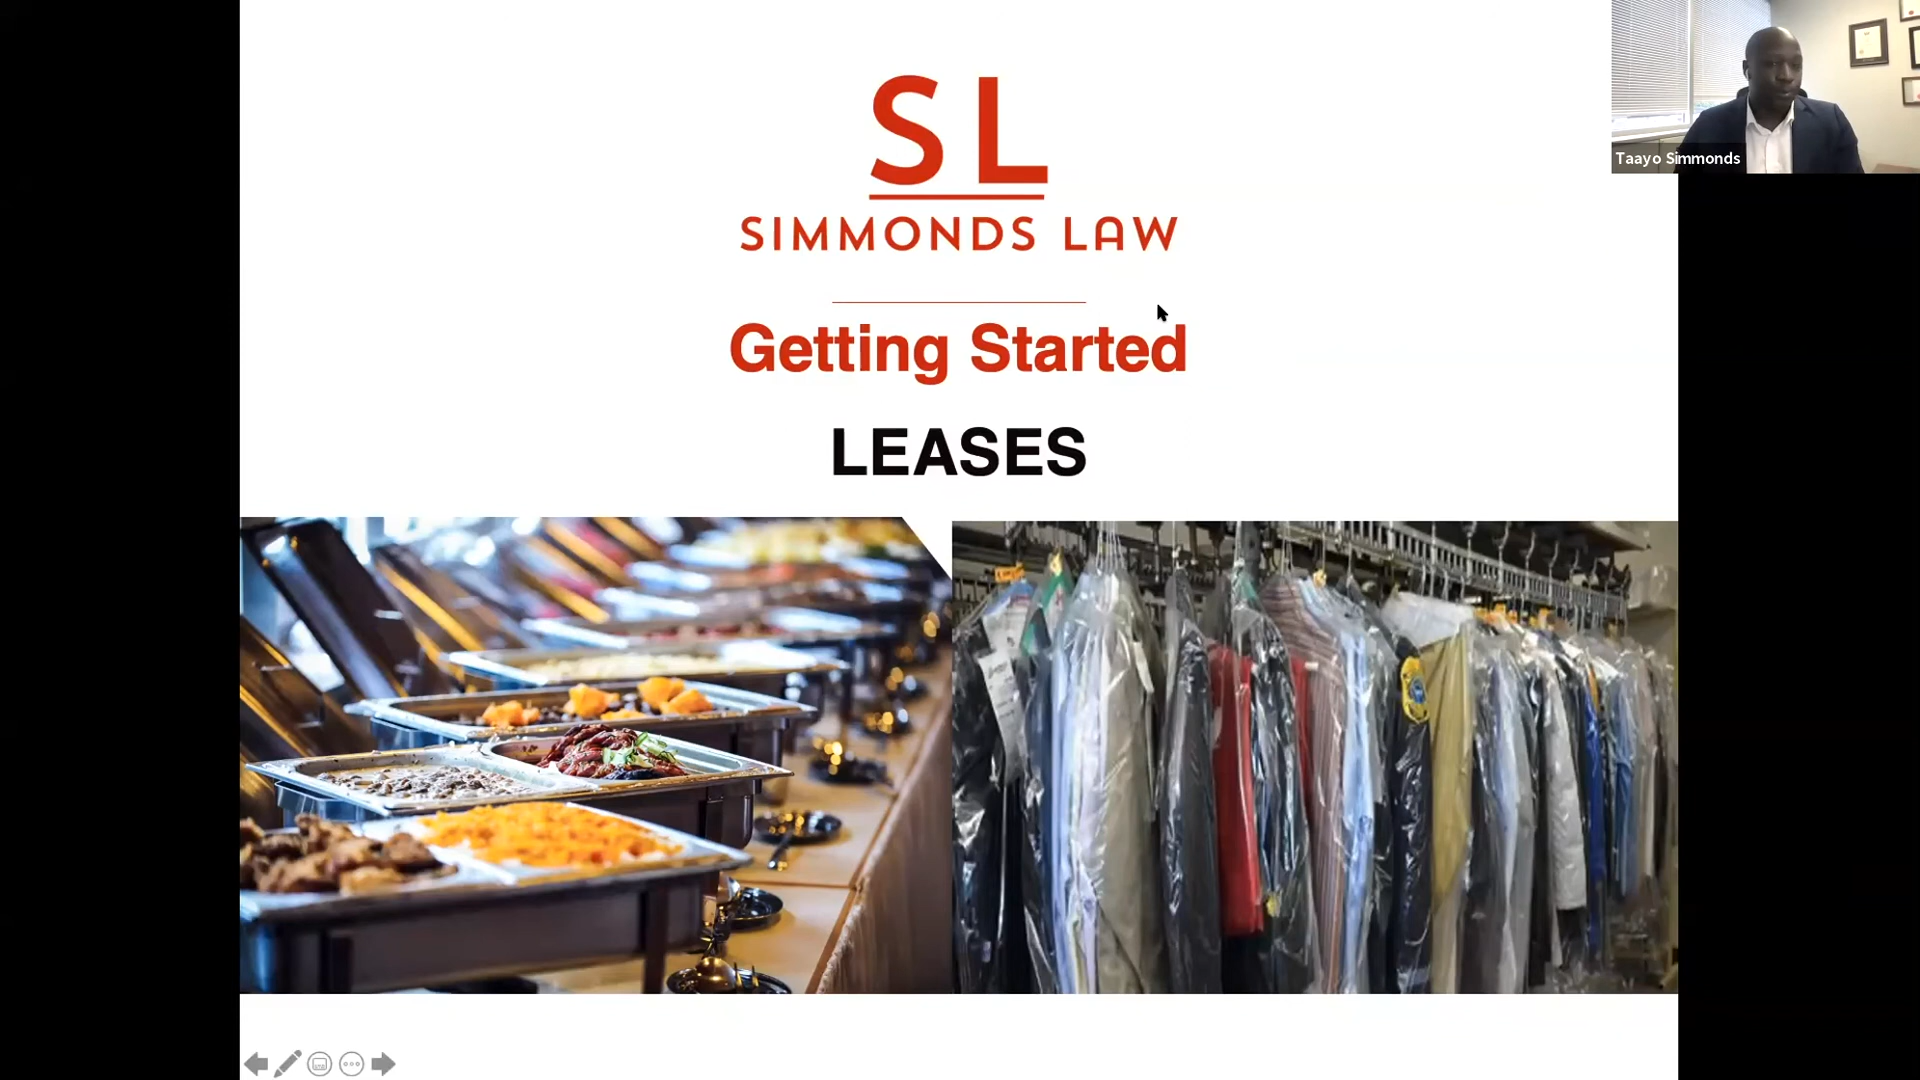 SL
SIMMONDS LAW
Getting Started
LEASES
Taayo Simmonds